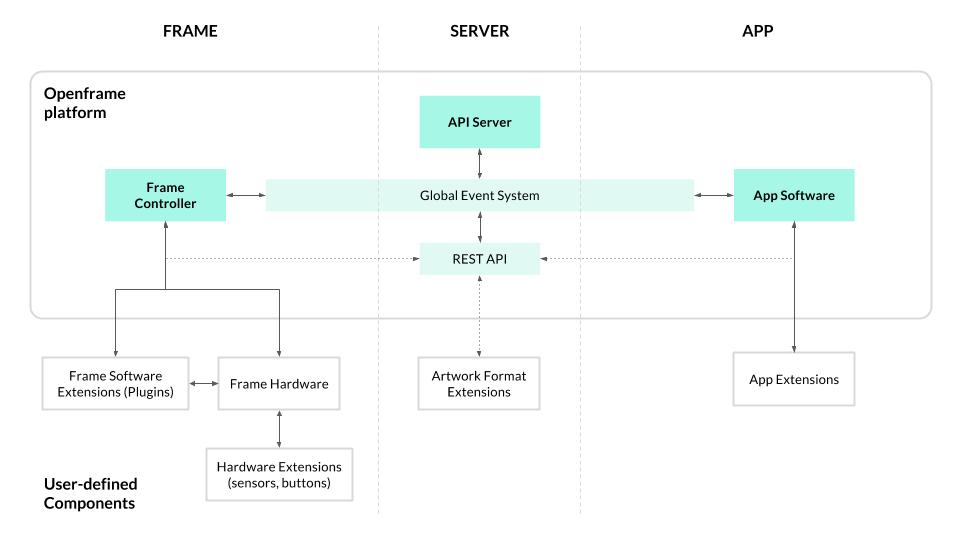 FRAME
SERVER
APP
Openframe
platform
API Server
Frame
Controller
Global Event System
App Software
REST API
Frame Software
Extensions (Plugins)
Frame Hardware
Artwork Format
Extensions
App Extensions
Hardware Extensions
(sensors, buttons)
User-defined
Components